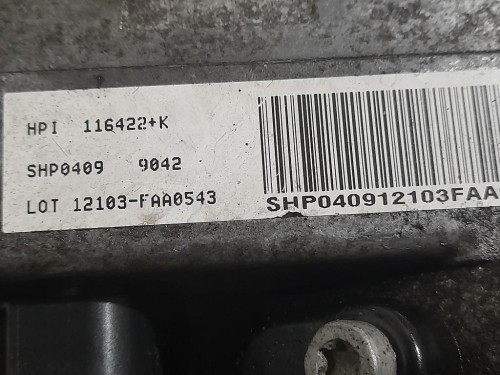 HPI 116422+K
SHP0409 9042
LOT 12103-FAA0543
SHP040912103FAA